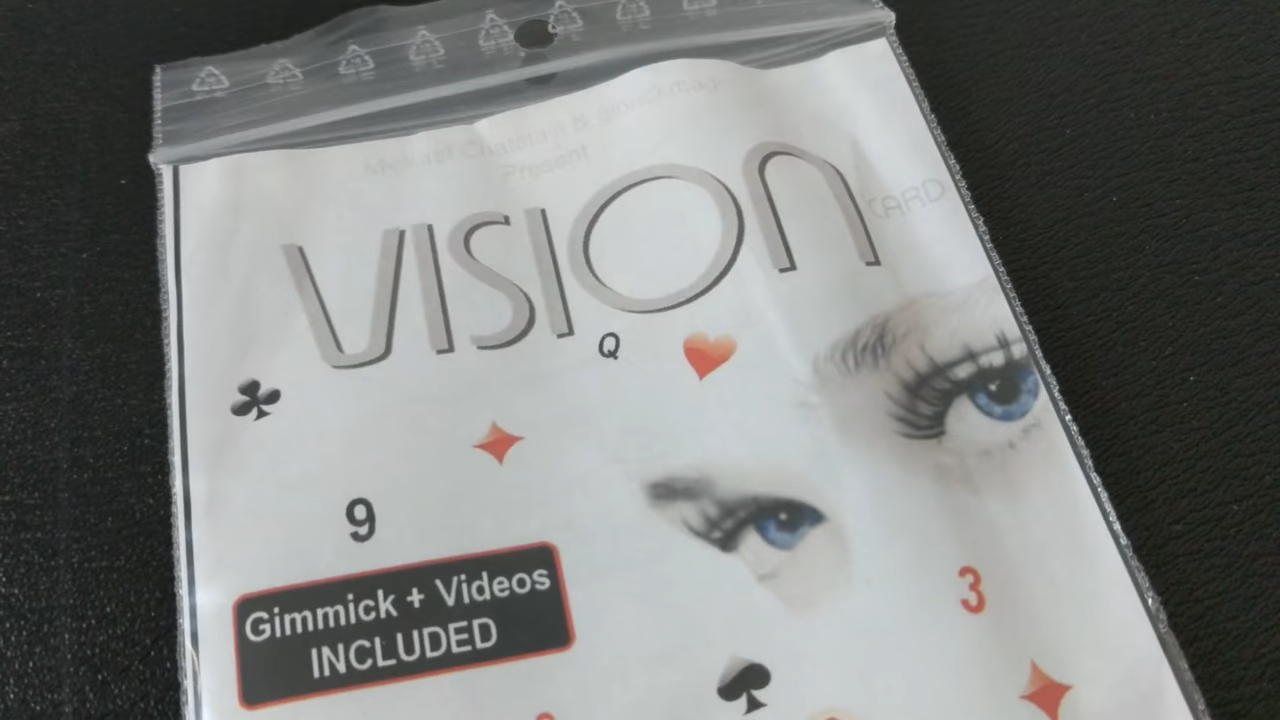 Present
VISION
CARD
Q
9
Gimmick + Videos
INCLUDED
3